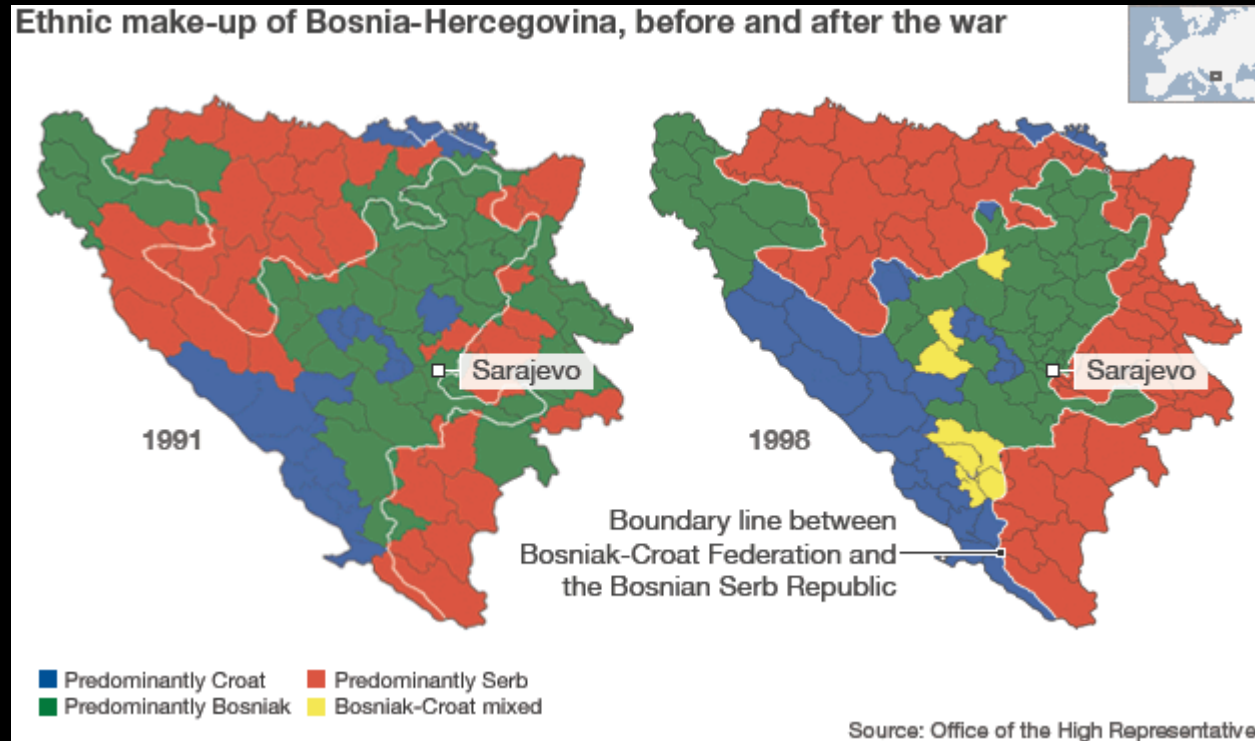 Ethnic make-up of Bosnia-Hercegovina, before and after the war
Sarajevo
Sarajevo
1991
1998
Boundary line between
Bosniak-Croat Federation and
the Bosnian Serb Republic
Predominantly Croat
Predominantly Serb
Predominantly Bosniak
Bosniak-Croat mixed
Source: Office of the High Representative